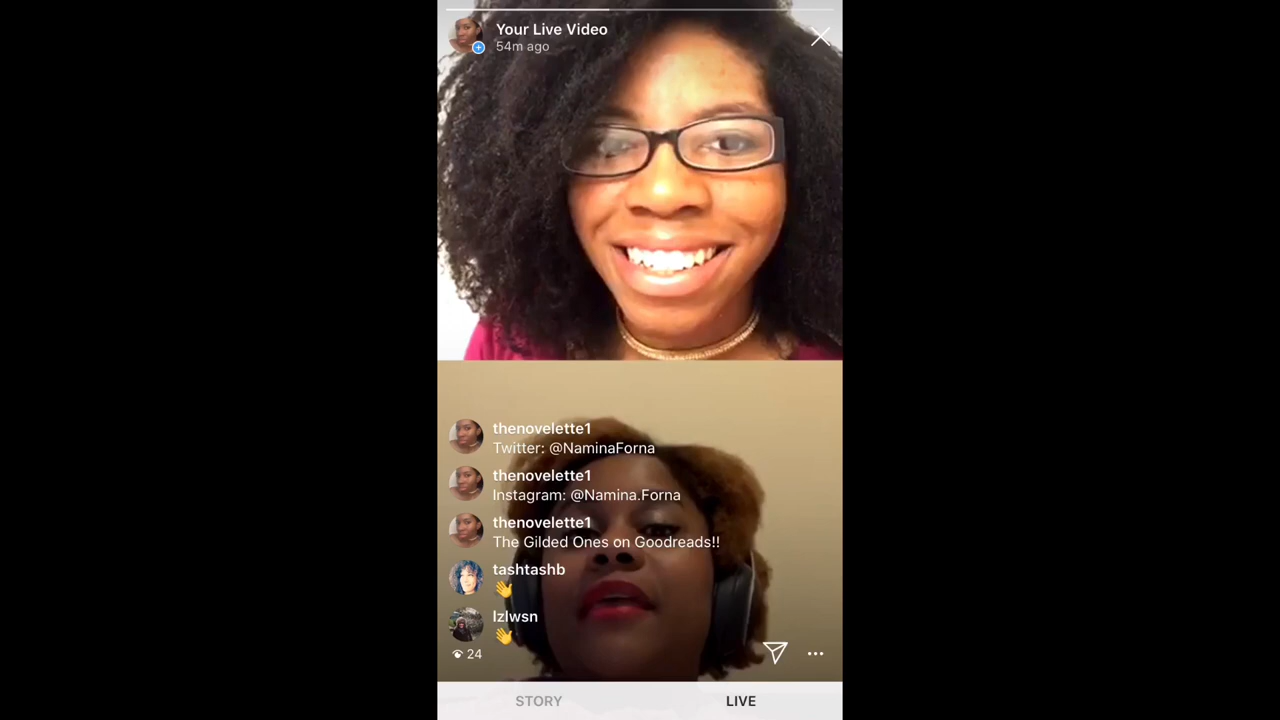 Your Live Video
54m ago
thenovelette1
Twitter: @NaminaForna
thenovelette1
Instagram: @Namina.Forna
thenovelette1
The Gilded Ones on Goodreads!!
tashtashb
👋
lzlwsn
👋
24
STORY LIVE